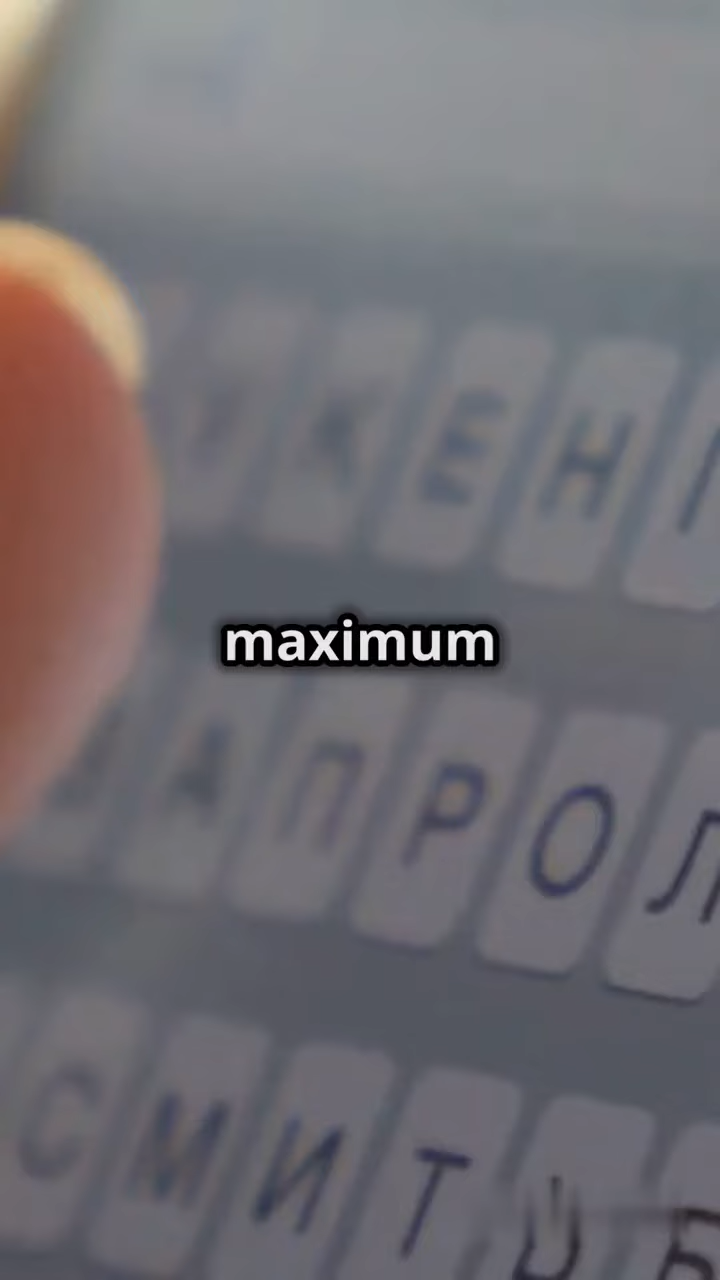 У К Е Н Г
В А П Р О Л
maximum
С М И Т Ь Б